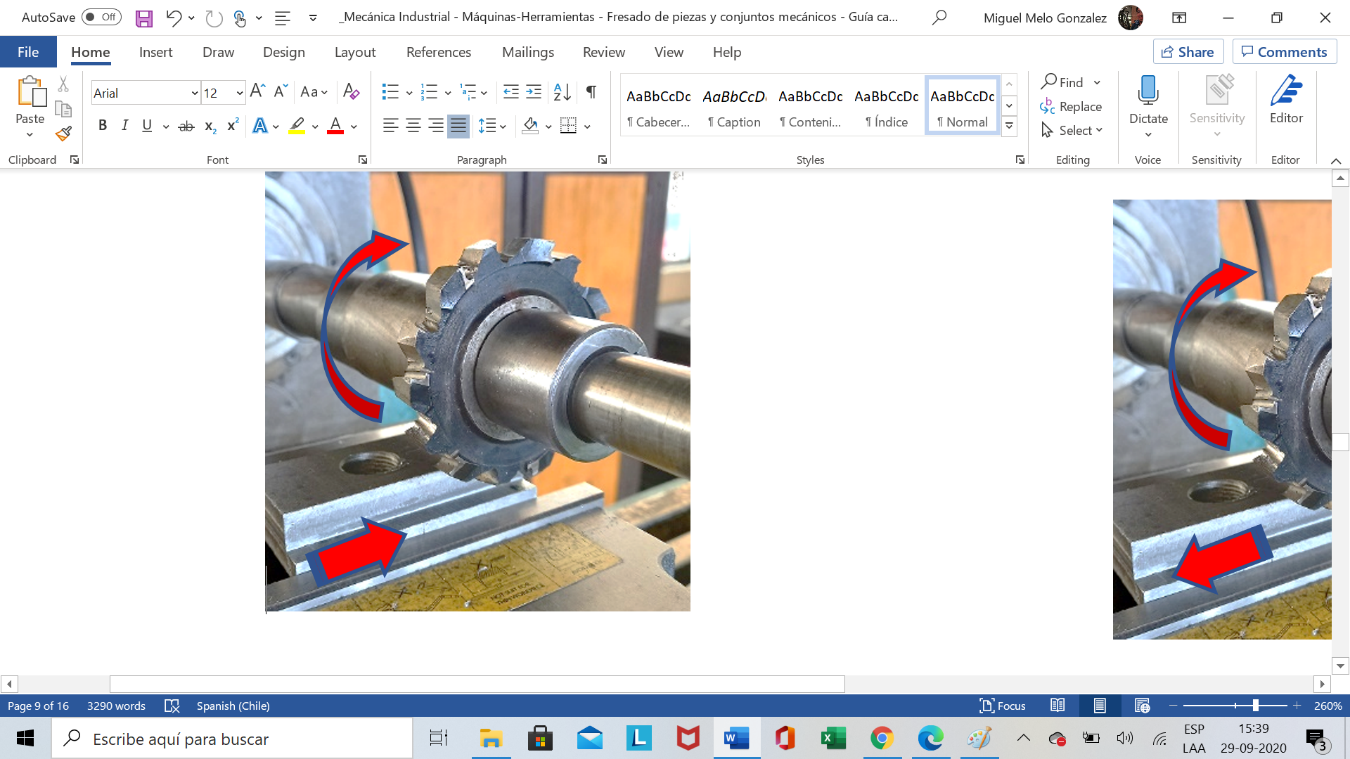 AutoSave Off
_Mecánica Industrial - Máquinas-Herramientas - Fresado de piezas y conjuntos mecánicos - Guía ca...
Miguel Melo Gonzalez
File Home Insert Draw Design Layout References Mailings Review View Help Share Comments
Paste
Clipboard
Arial 12
Font
Paragraph
AaBbCcDc AaBbCcDc AaBbCcDc AaBbCcDc AaBbCcDc
¶ Cabecer... ¶ Caption ¶ Conteni... ¶ Índice ¶ Normal
Styles
Find
Replace
Select
Editing
Dictate
Voice
Sensitivity
Sensitivity
Editor
Editor
Page 9 of 16 3290 words Spanish (Chile) Focus 260%
Escribe aquí para buscar
ESP
LAA
15:39
29-09-2020
3